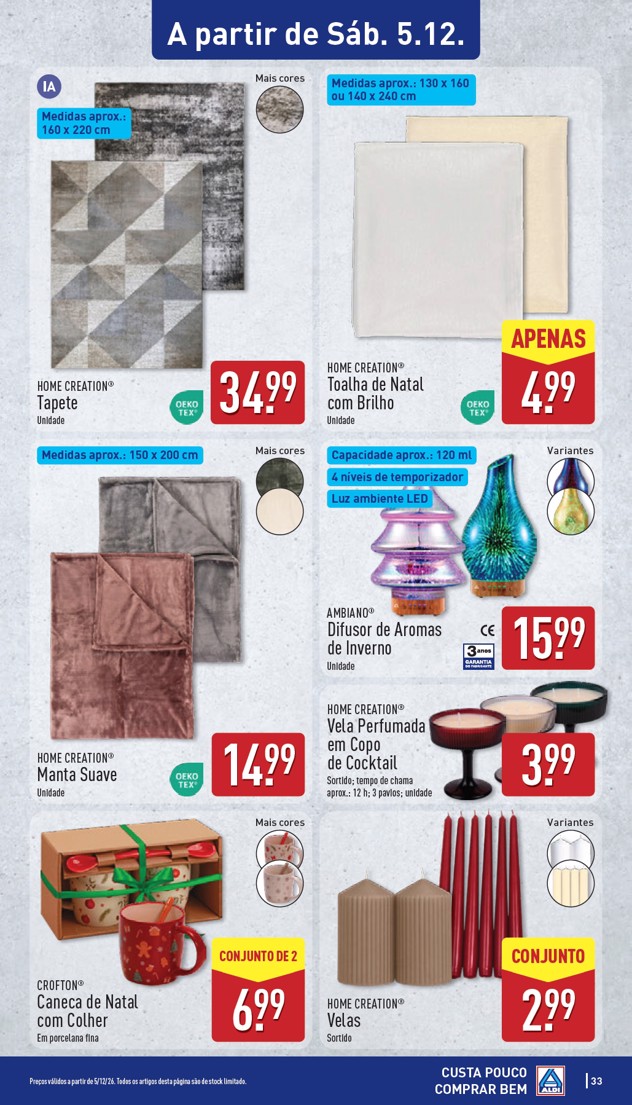 A partir de Sáb. 5.12.
IA
Medidas aprox.:
160 x 220 cm
Mais cores
HOME CREATION®
Tapete
Unidade
OEKO
TEX®
34.99
Medidas aprox.: 130 x 160
ou 140 x 240 cm
HOME CREATION®
Toalha de Natal
com Brilho
Unidade
OEKO
TEX®
APENAS
4.99
Medidas aprox.: 150 x 200 cm
Mais cores
HOME CREATION®
Manta Suave
Unidade
OEKO
TEX®
14.99
Capacidade aprox.: 120 ml
4 níveis de temporizador
Luz ambiente LED
Variantes
AMBIANO®
Difusor de Aromas
de Inverno
Unidade
CE
3 anos
GARANTIA
DO FABRICANTE
15.99
HOME CREATION®
Vela Perfumada
em Copo
de Cocktail
Sortido; tempo de chama
aprox.: 12 h; 3 pavios; unidade
3.99
Mais cores
CROFTON®
Caneca de Natal
com Colher
Em porcelana fina
CONJUNTO DE 2
6.99
Variantes
HOME CREATION®
Velas
Sortido
CONJUNTO
2.99
Preços válidos a partir de 5/12/26. Todos os artigos desta página são de stock limitado.
CUSTA POUCO
COMPRAR BEM
ALDI
33